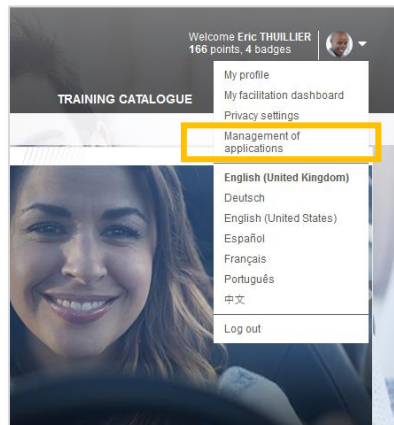 Welcome Eric THUILLIER
166 points, 4 badges
My profile
TRAINING CATALOGUE
My facilitation dashboard
Privacy settings
Management of
applications
English (United Kingdom)
Deutsch
English (United States)
Español
Français
Português
中文
Log out